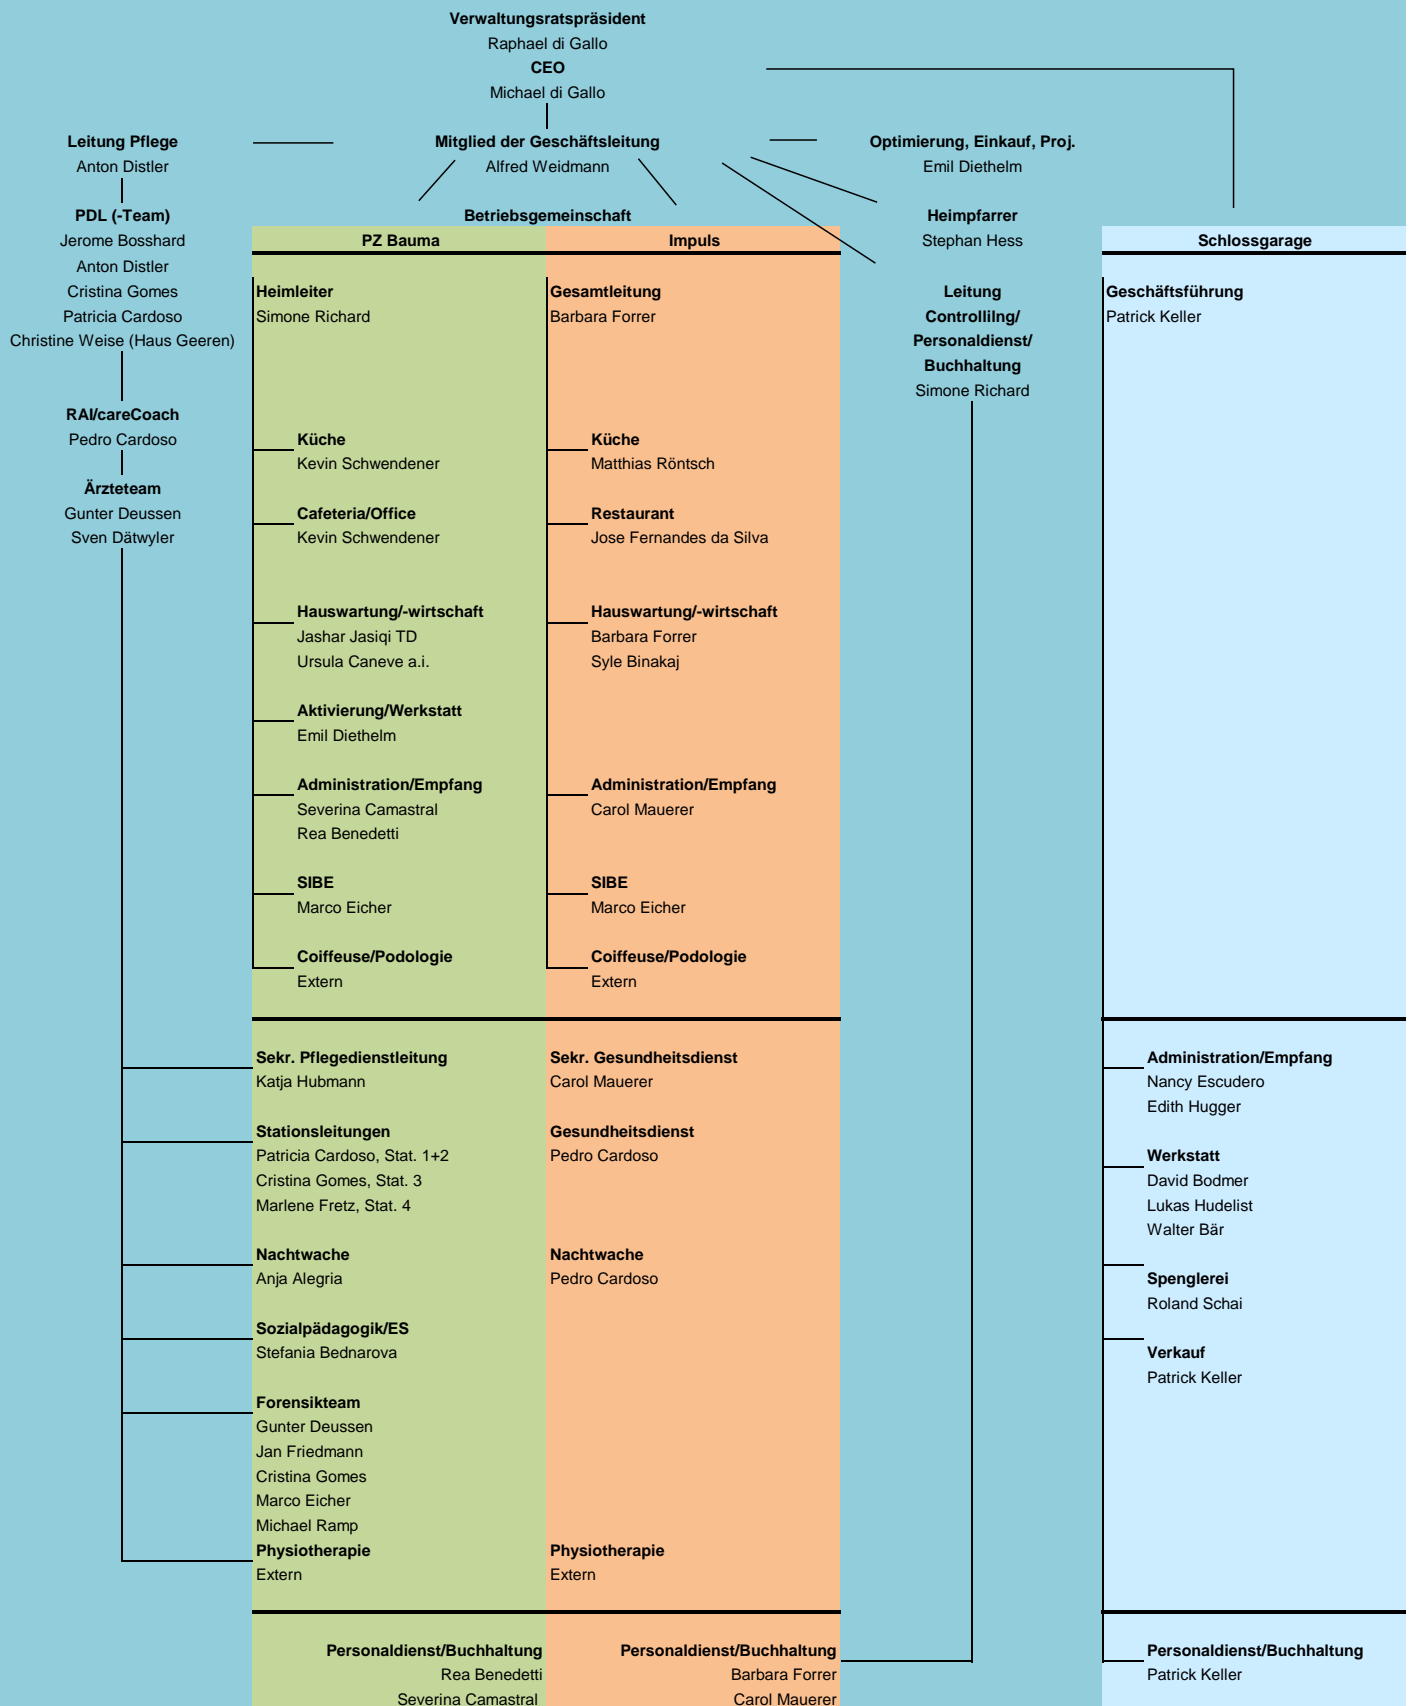 Verwaltungsratspräsident
Raphael di Gallo
CEO
Michael di Gallo
Leitung Pflege
Anton Distler
Mitglied der Geschäftsleitung
Alfred Weidmann
Optimierung, Einkauf, Proj.
Emil Diethelm
PDL (-Team)
Jerome Bosshard
Anton Distler
Cristina Gomes
Patricia Cardoso
Christine Weise (Haus Geeren)
RAI/careCoach
Pedro Cardoso
Ärzteteam
Gunter Deussen
Sven Dätwyler
Betriebsgemeinschaft
PZ Bauma
Heimleiter
Simone Richard
Küche
Kevin Schwendener
Cafeteria/Office
Kevin Schwendener
Hauswartung/-wirtschaft
Jashar Jasiqi TD
Ursula Caneve a.i.
Aktivierung/Werkstatt
Emil Diethelm
Administration/Empfang
Severina Camastral
Rea Benedetti
SIBE
Marco Eicher
Coiffeuse/Podologie
Extern
Sekr. Pflegedienstleitung
Katja Hubmann
Stationsleitungen
Patricia Cardoso, Stat. 1+2
Cristina Gomes, Stat. 3
Marlene Fretz, Stat. 4
Nachtwache
Anja Alegria
Sozialpädagogik/ES
Stefania Bednarova
Forensikteam
Gunter Deussen
Jan Friedmann
Cristina Gomes
Marco Eicher
Michael Ramp
Physiotherapie
Extern
Personaldienst/Buchhaltung
Rea Benedetti
Severina Camastral
Impuls
Gesamtleitung
Barbara Forrer
Küche
Matthias Röntsch
Restaurant
Jose Fernandes da Silva
Hauswartung/-wirtschaft
Barbara Forrer
Syle Binakaj
Administration/Empfang
Carol Mauerer
SIBE
Marco Eicher
Coiffeuse/Podologie
Extern
Sekr. Gesundheitsdienst
Carol Mauerer
Gesundheitsdienst
Pedro Cardoso
Nachtwache
Pedro Cardoso
Physiotherapie
Extern
Personaldienst/Buchhaltung
Barbara Forrer
Carol Mauerer
Heimpfarrer
Stephan Hess
Leitung
Controllilng/
Personaldienst/
Buchhaltung
Simone Richard
Schlossgarage
Geschäftsführung
Patrick Keller
Administration/Empfang
Nancy Escudero
Edith Hugger
Werkstatt
David Bodmer
Lukas Hudelist
Walter Bär
Spenglerei
Roland Schai
Verkauf
Patrick Keller
Personaldienst/Buchhaltung
Patrick Keller